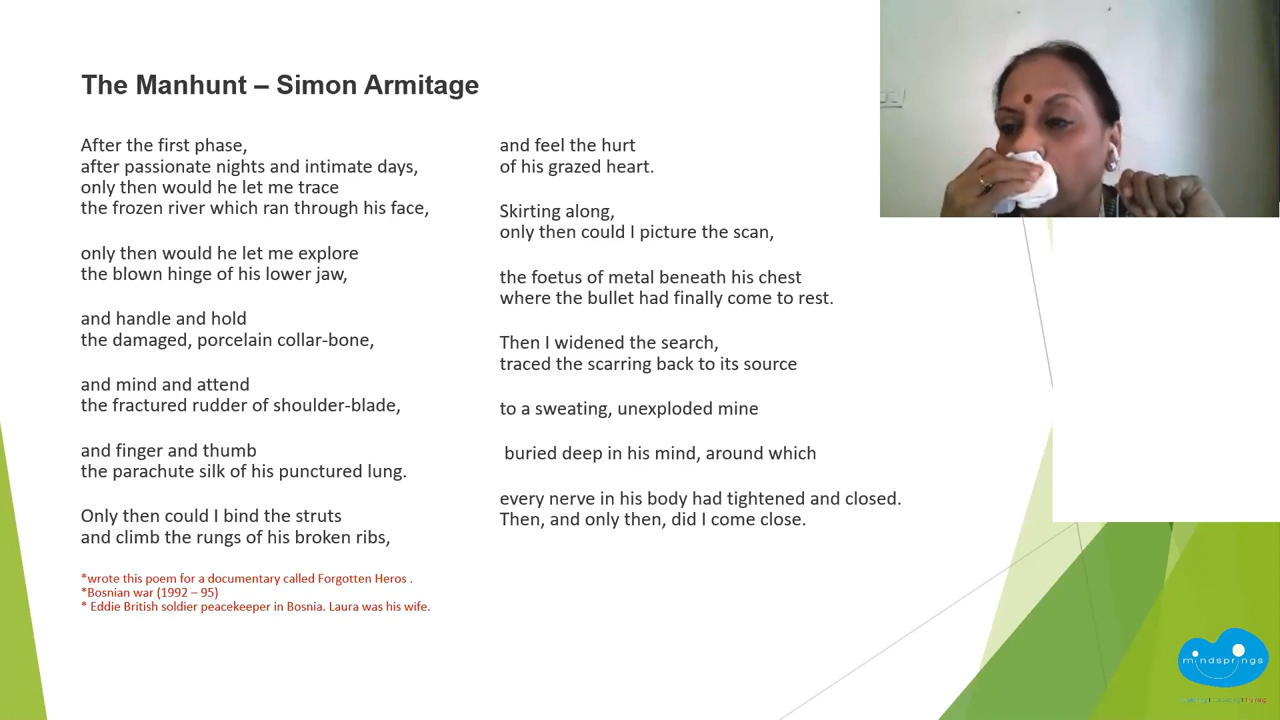 The Manhunt – Simon Armitage
After the first phase,
after passionate nights and intimate days,
only then would he let me trace
the frozen river which ran through his face,
only then would he let me explore
the blown hinge of his lower jaw,
and handle and hold
the damaged, porcelain collar-bone,
and mind and attend
the fractured rudder of shoulder-blade,
and finger and thumb
the parachute silk of his punctured lung.
Only then could I bind the struts
and climb the rungs of his broken ribs,
and feel the hurt
of his grazed heart.
Skirting along,
only then could I picture the scan,
the foetus of metal beneath his chest
where the bullet had finally come to rest.
Then I widened the search,
traced the scarring back to its source
to a sweating, unexploded mine
buried deep in his mind, around which
every nerve in his body had tightened and closed.
Then, and only then, did I come close.
*wrote this poem for a documentary called Forgotten Heros .
*Bosnian war (1992 – 95)
* Eddie British soldier peacekeeper in Bosnia. Laura was his wife.
mindsprings